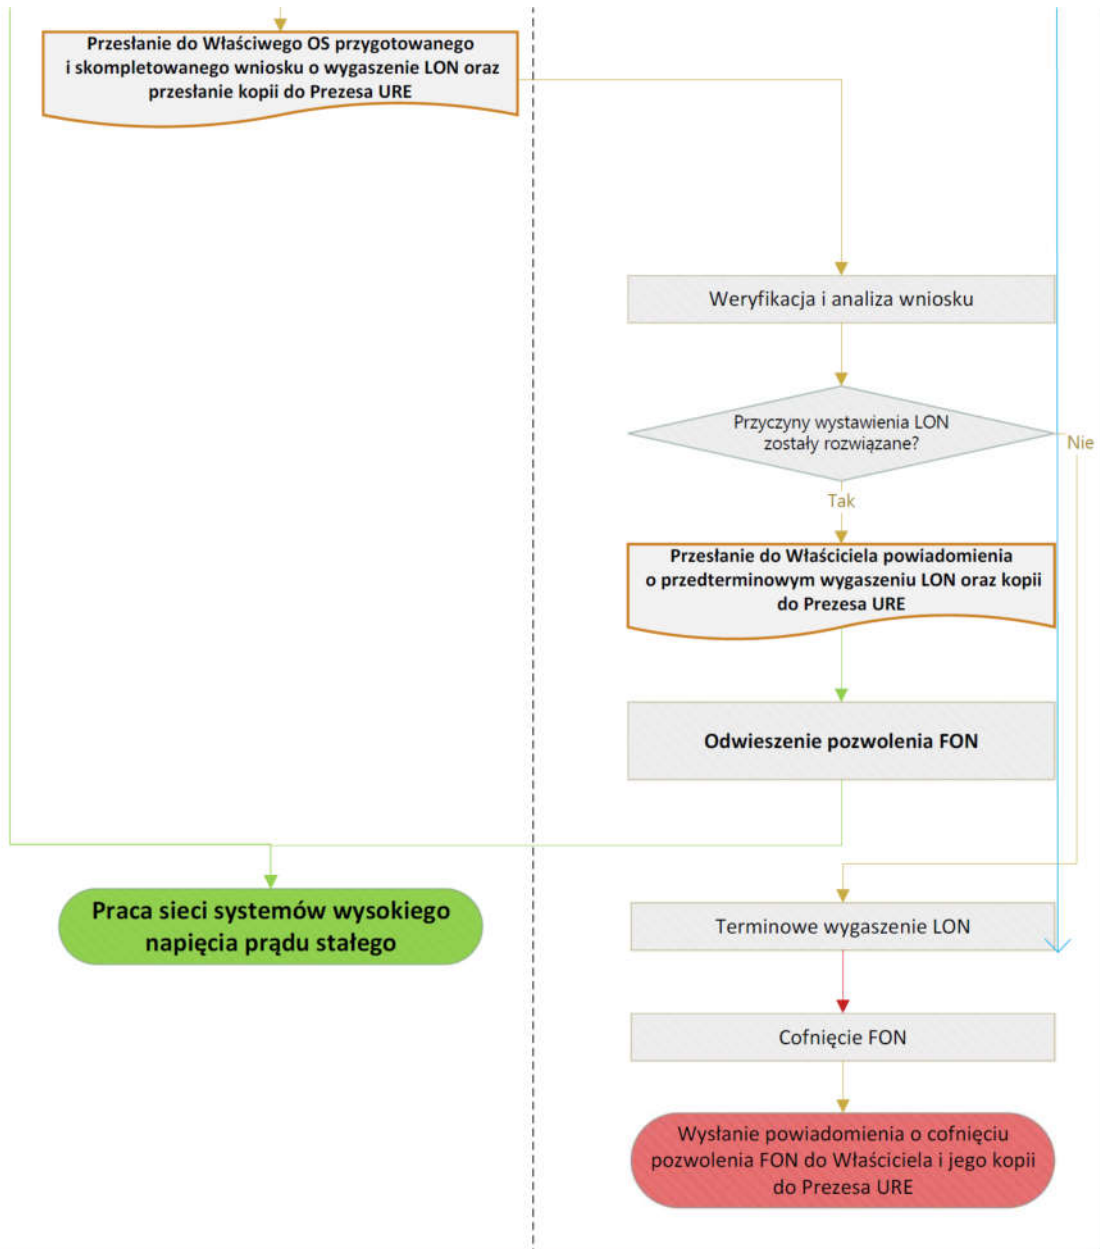 Przesłanie do Właściwego OS przygotowanego
i skompletowanego wniosku o wygaszenie LON oraz
przesłanie kopii do Prezesa URE
Weryfikacja i analiza wniosku
Przyczyny wystawienia LON
zostały rozwiązane?
Nie
Tak
Przesłanie do Właściciela powiadomienia
o przedterminowym wygaszeniu LON oraz kopii
do Prezesa URE
Odwieszenie pozwolenia FON
Praca sieci systemów wysokiego
napięcia prądu stałego
Terminowe wygaszenie LON
Cofnięcie FON
Wysłanie powiadomienia o cofnięciu
pozwolenia FON do Właściciela i jego kopii
do Prezesa URE